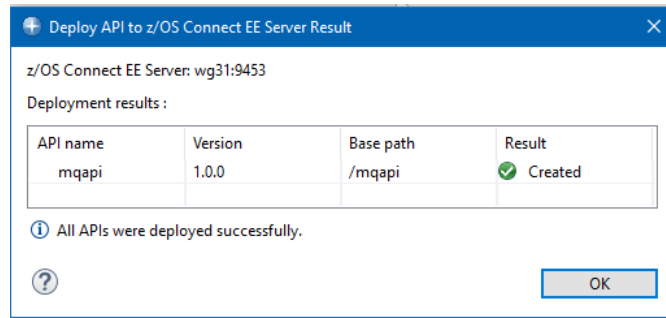 Deploy API to z/OS Connect EE Server Result
z/OS Connect EE Server: wg31:9453
Deployment results :
API name Version Base path Result
mqapi 1.0.0 /mqapi Created
All APIs were deployed successfully.
OK